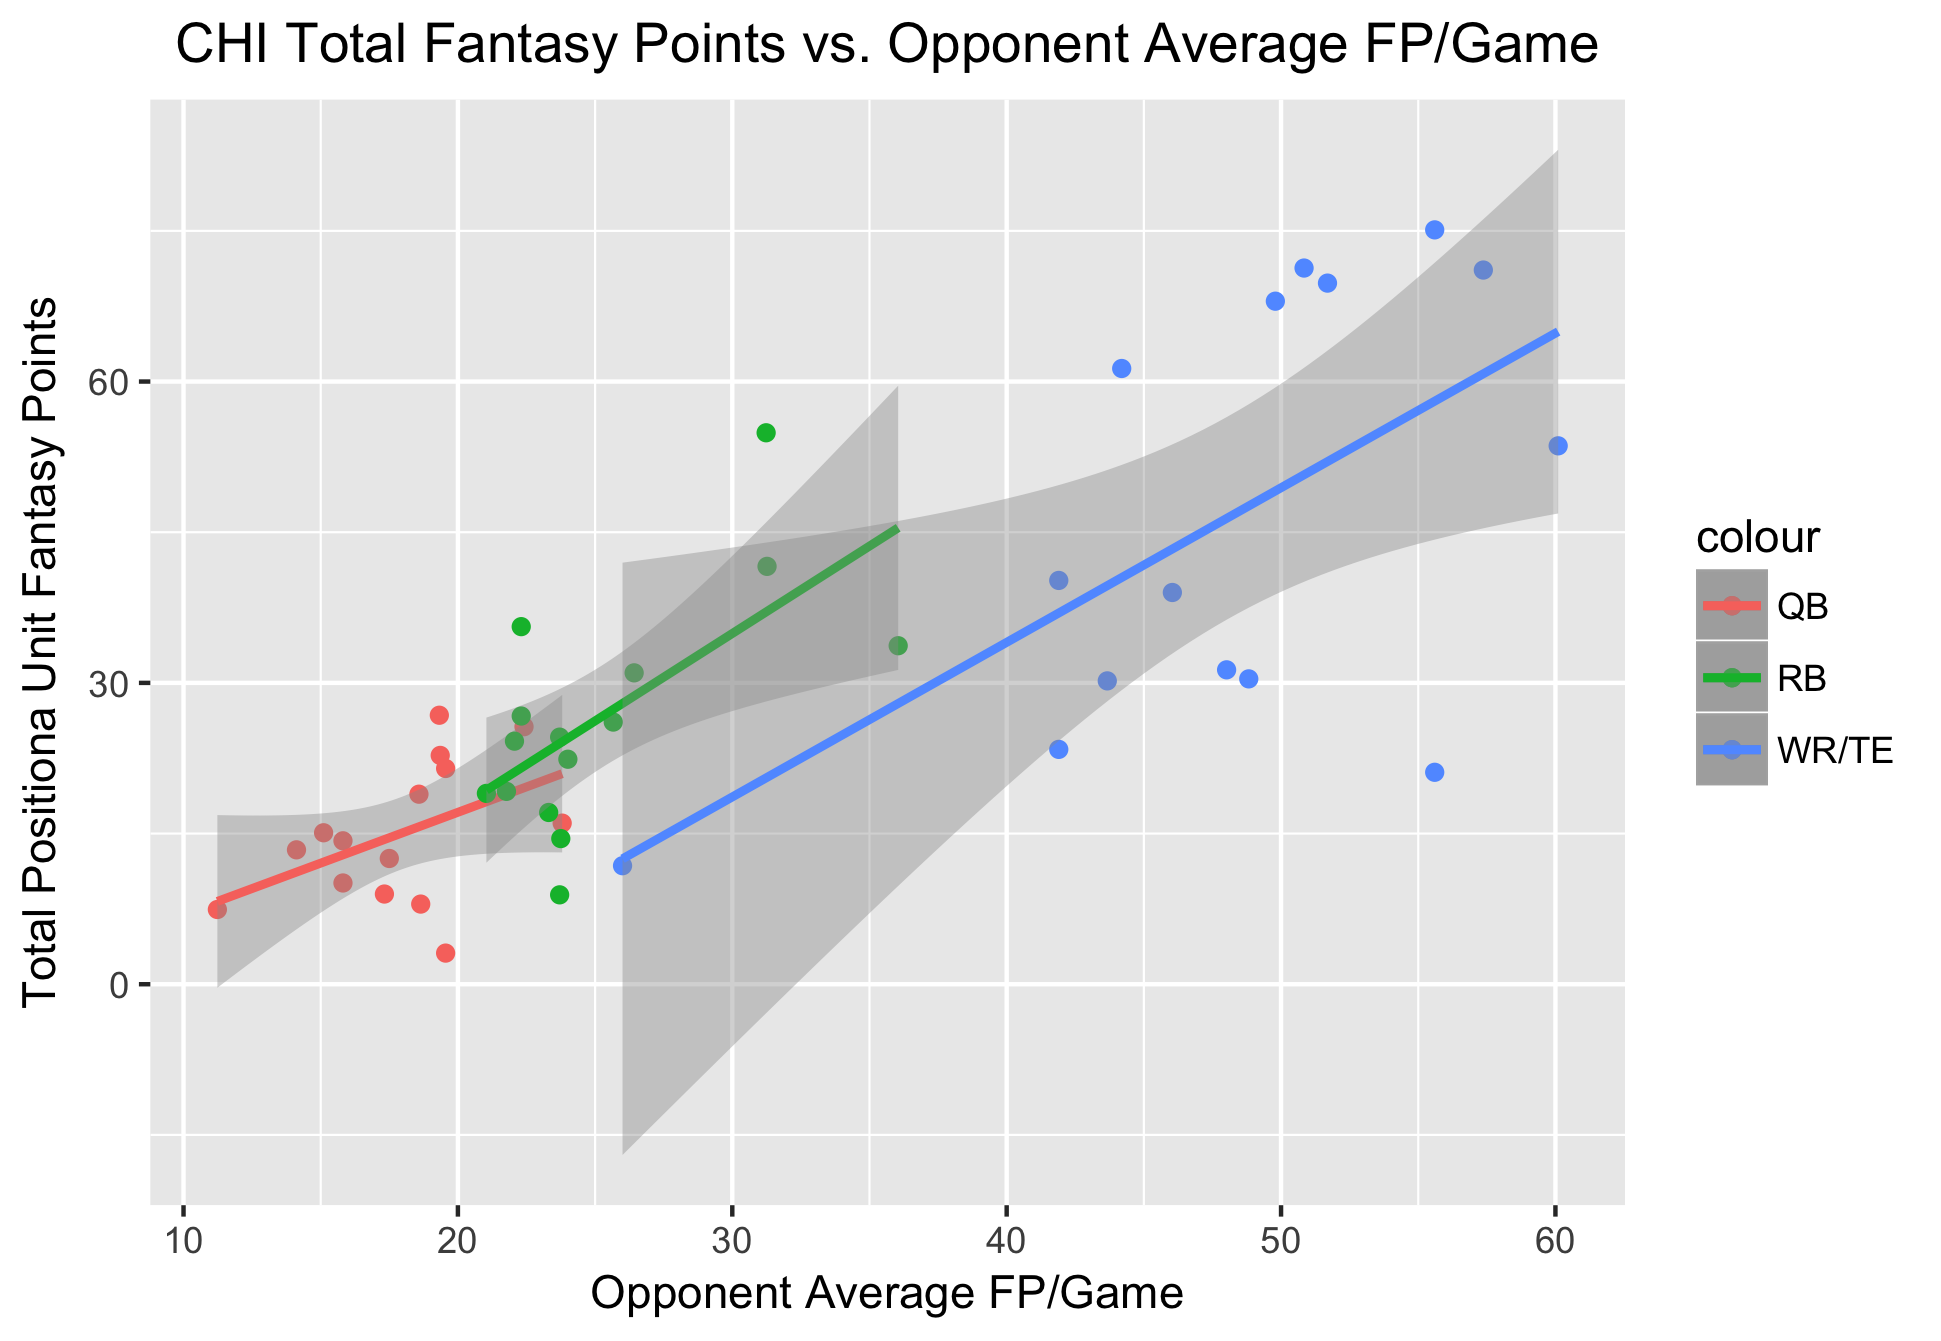 CHI Total Fantasy Points vs. Opponent Average FP/Game
Total Positiona Unit Fantasy Points
60
30
0
10 20 30 40 50 60
Opponent Average FP/Game
colour
QB
RB
WR/TE